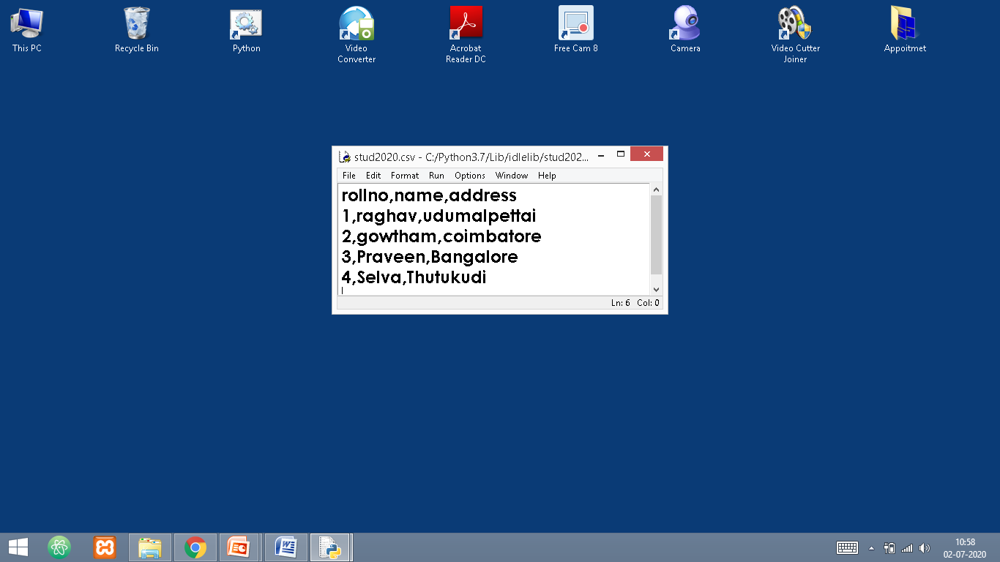 This PC
Recycle Bin
Python
Video
Converter
Acrobat
Reader DC
Free Cam 8
Camera
Video Cutter
Joiner
Appoitmet
stud2020.csv - C:/Python3.7/Lib/idlelib/stud202...
File Edit Format Run Options Window Help
rollno,name,address
1,raghav,udumalpettai
2,gowtham,coimbatore
3,Praveen,Bangalore
4,Selva,Thutukudi
Ln: 6 Col: 0
10:58
02-07-2020